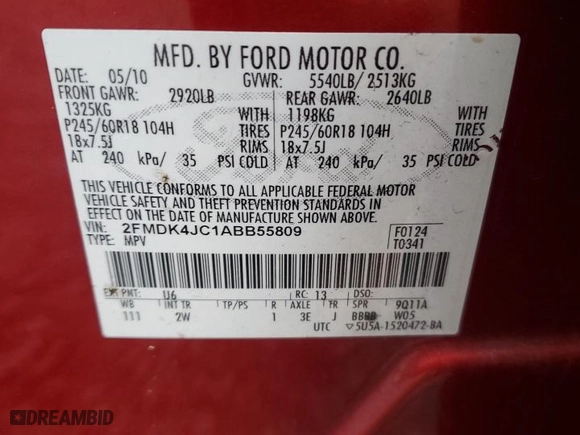 MFD. BY FORD MOTOR CO.
DATE: 05/10 GVWR: 5540LB/ 2513KG
FRONT GAWR: 2920LB REAR GAWR: 2640LB
1325KG WITH 1198KG WITH
P245/60R18 104H TIRES P245/60R18 104H TIRES
18x7.5J RIMS 18x7.5J RIMS
AT 240 kPa/ 35 PSI COLD AT 240 kPa/ 35 PSI COLD
THIS VEHICLE CONFORMS TO ALL APPLICABLE FEDERAL MOTOR
VEHICLE SAFETY AND THEFT PREVENTION STANDARDS IN
EFFECT ON THE DATE OF MANUFACTURE SHOWN ABOVE.
VIN: 2FMDK4JC1ABB55809 F0124
TYPE: MPV T0341
EXT PNT: U6 RC: 13 DSO:
WB INT TR TP/PS R AXLE TR SPR 9Q11A
111 2W 1 3E J BBBB W05
UTC 5U5A-1520472-BA
Ford
DREAMBID